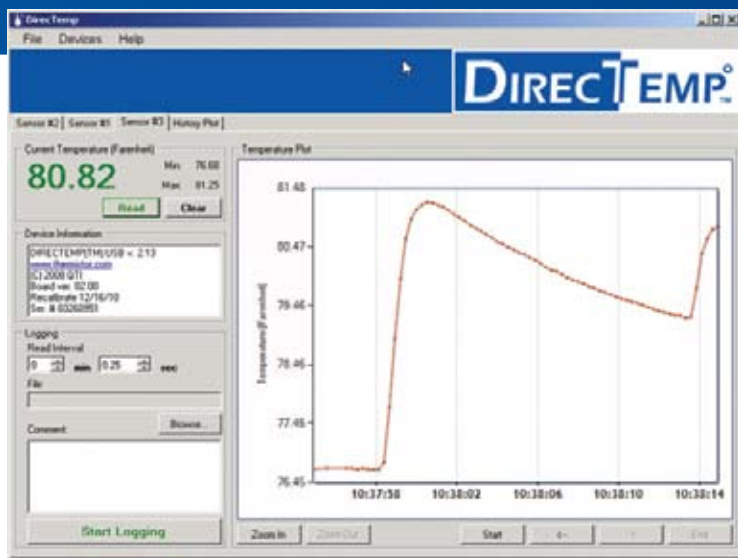 DirecTemp
File Devices Help
DIRECTEMP
Sensor #2 Sensor #1 Sensor #3 History Plot
Current Temperature (Farenheit)
80.82
Min: 76.68
Max: 81.25
Read Clear
Device Information
DIRECTEMP(TM) USB v. 2.13
www.thermistor.com
(C) 2008 QTI
Board ver. 02.00
Recalibrate 12/16/10
Logging
Read Interval
0 min 0.25 sec
File:
Comment:
Browse...
Start Logging
Temperature Plot
Temperature (Farenheit)
81.48
80.47
79.46
78.46
77.45
76.45
10:37:58 10:38:02 10:38:06 10:38:10 10:38:14
Zoom In Zoom Out Start <- End